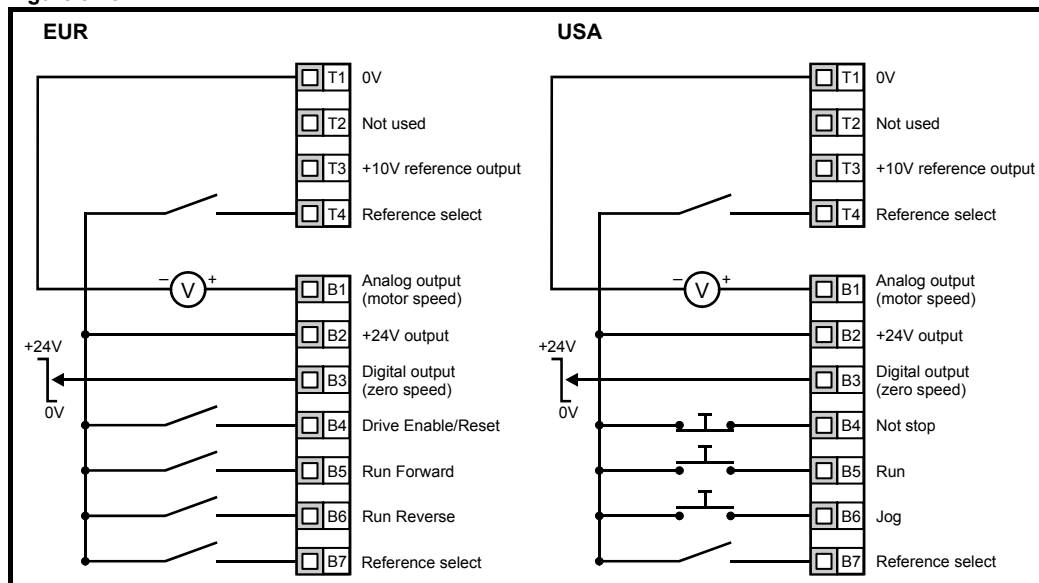 EUR
T1 0V
T2 Not used
T3 +10V reference output
T4 Reference select
– V +
B1 Analog output
(motor speed)
B2 +24V output
+24V
0V
B3 Digital output
(zero speed)
B4 Drive Enable/Reset
B5 Run Forward
B6 Run Reverse
B7 Reference select
USA
T1 0V
T2 Not used
T3 +10V reference output
T4 Reference select
– V +
B1 Analog output
(motor speed)
B2 +24V output
+24V
0V
B3 Digital output
(zero speed)
B4 Not stop
B5 Run
B6 Jog
B7 Reference select